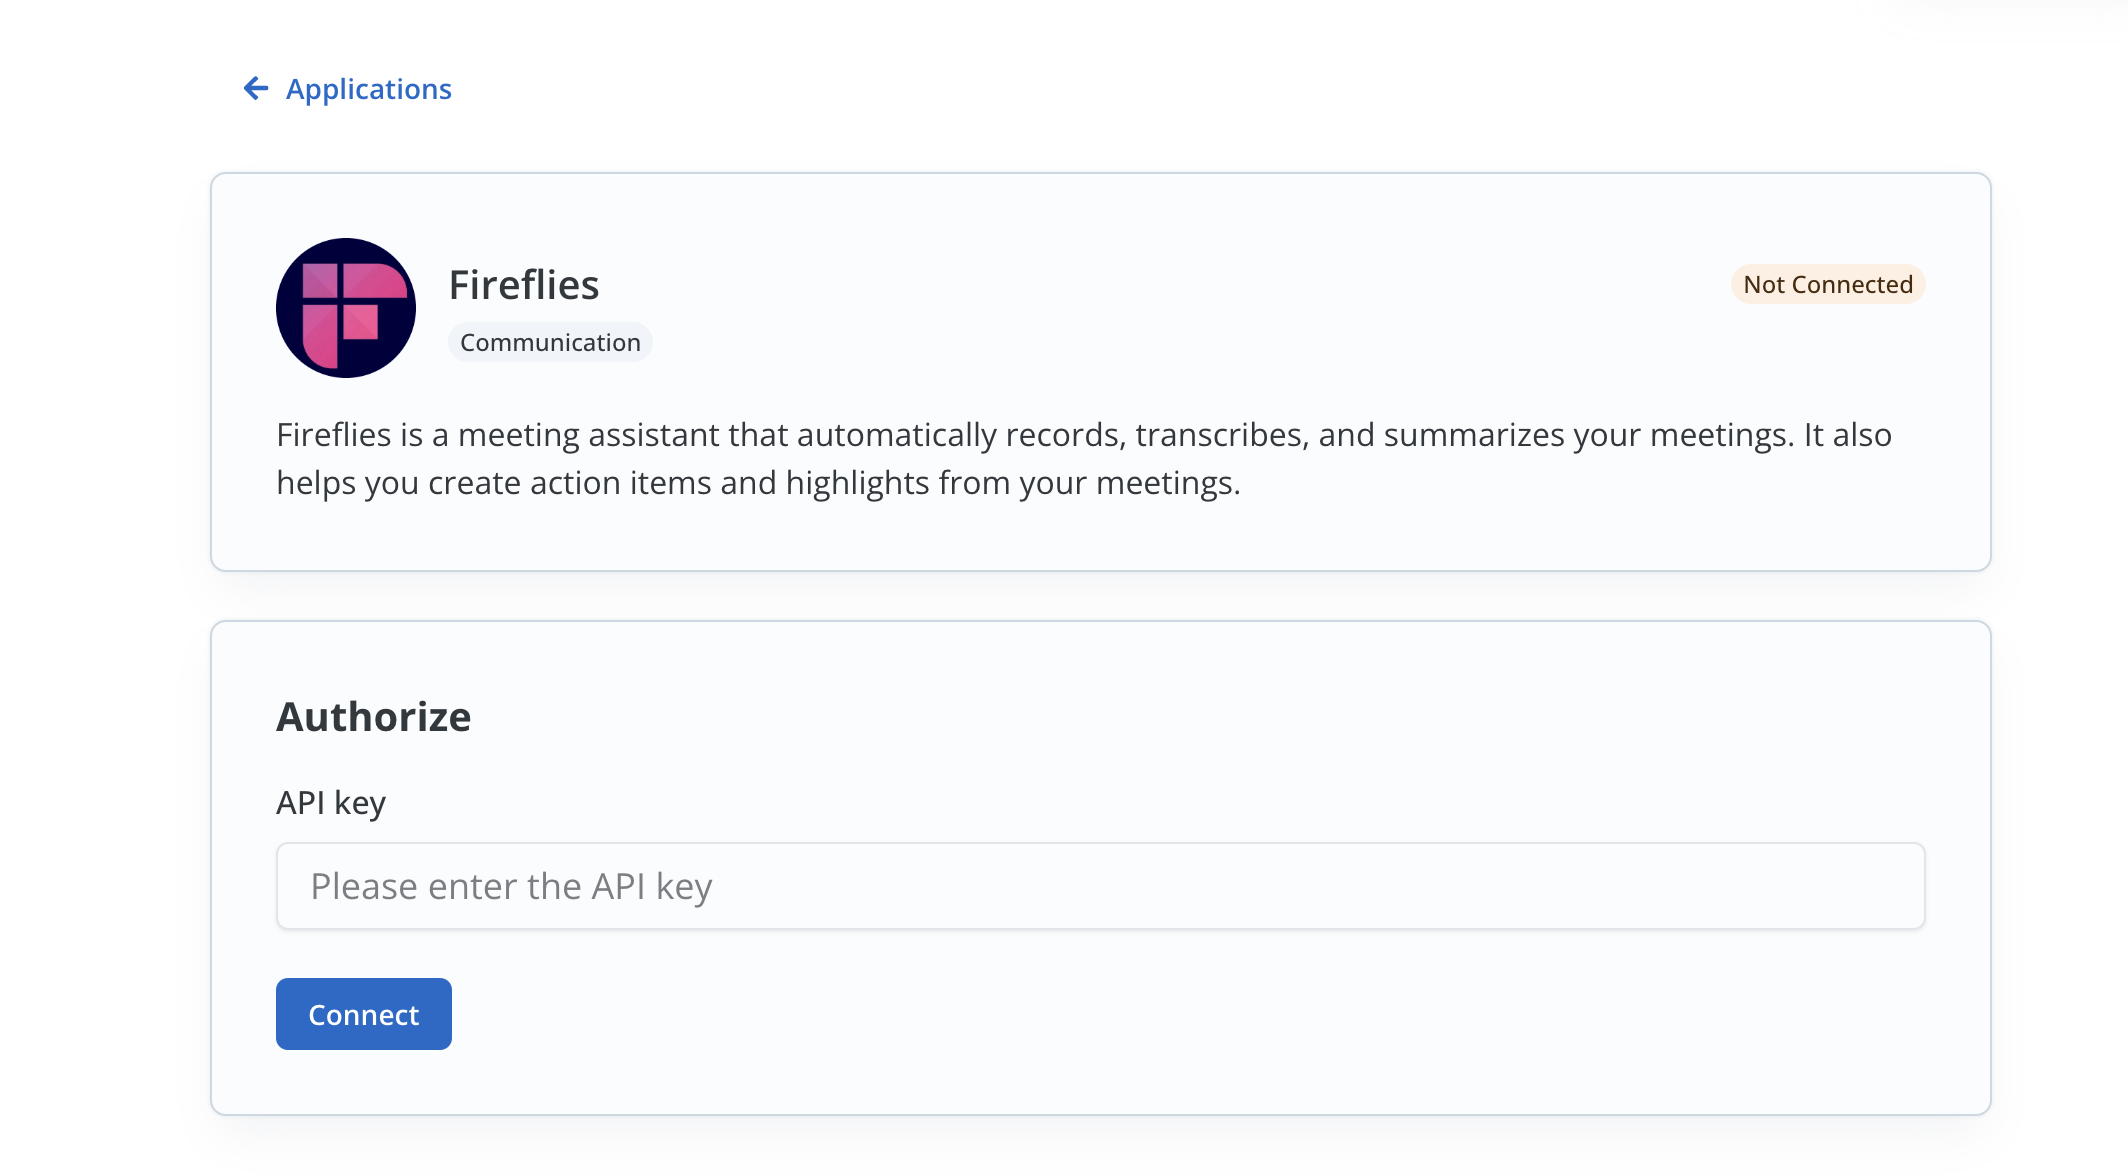 Applications
Fireflies
Not Connected
Communication
Fireflies is a meeting assistant that automatically records, transcribes, and summarizes your meetings. It also
helps you create action items and highlights from your meetings.
Authorize
API key
Please enter the API key
Connect